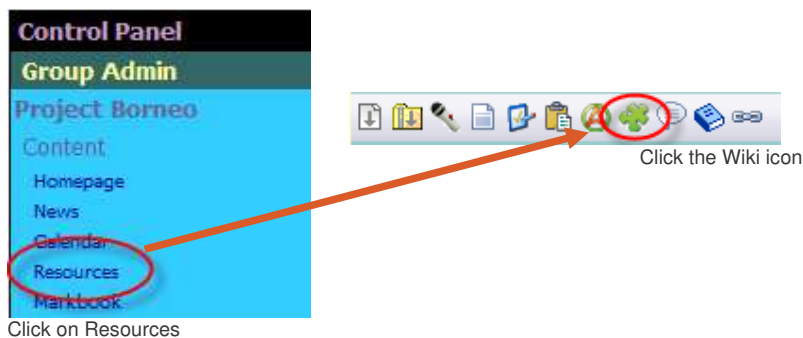 Control Panel
Group Admin
Project Borneo
Content
Homepage
News
Calendar
Resources
Markbook
Click on Resources
Click the Wiki icon